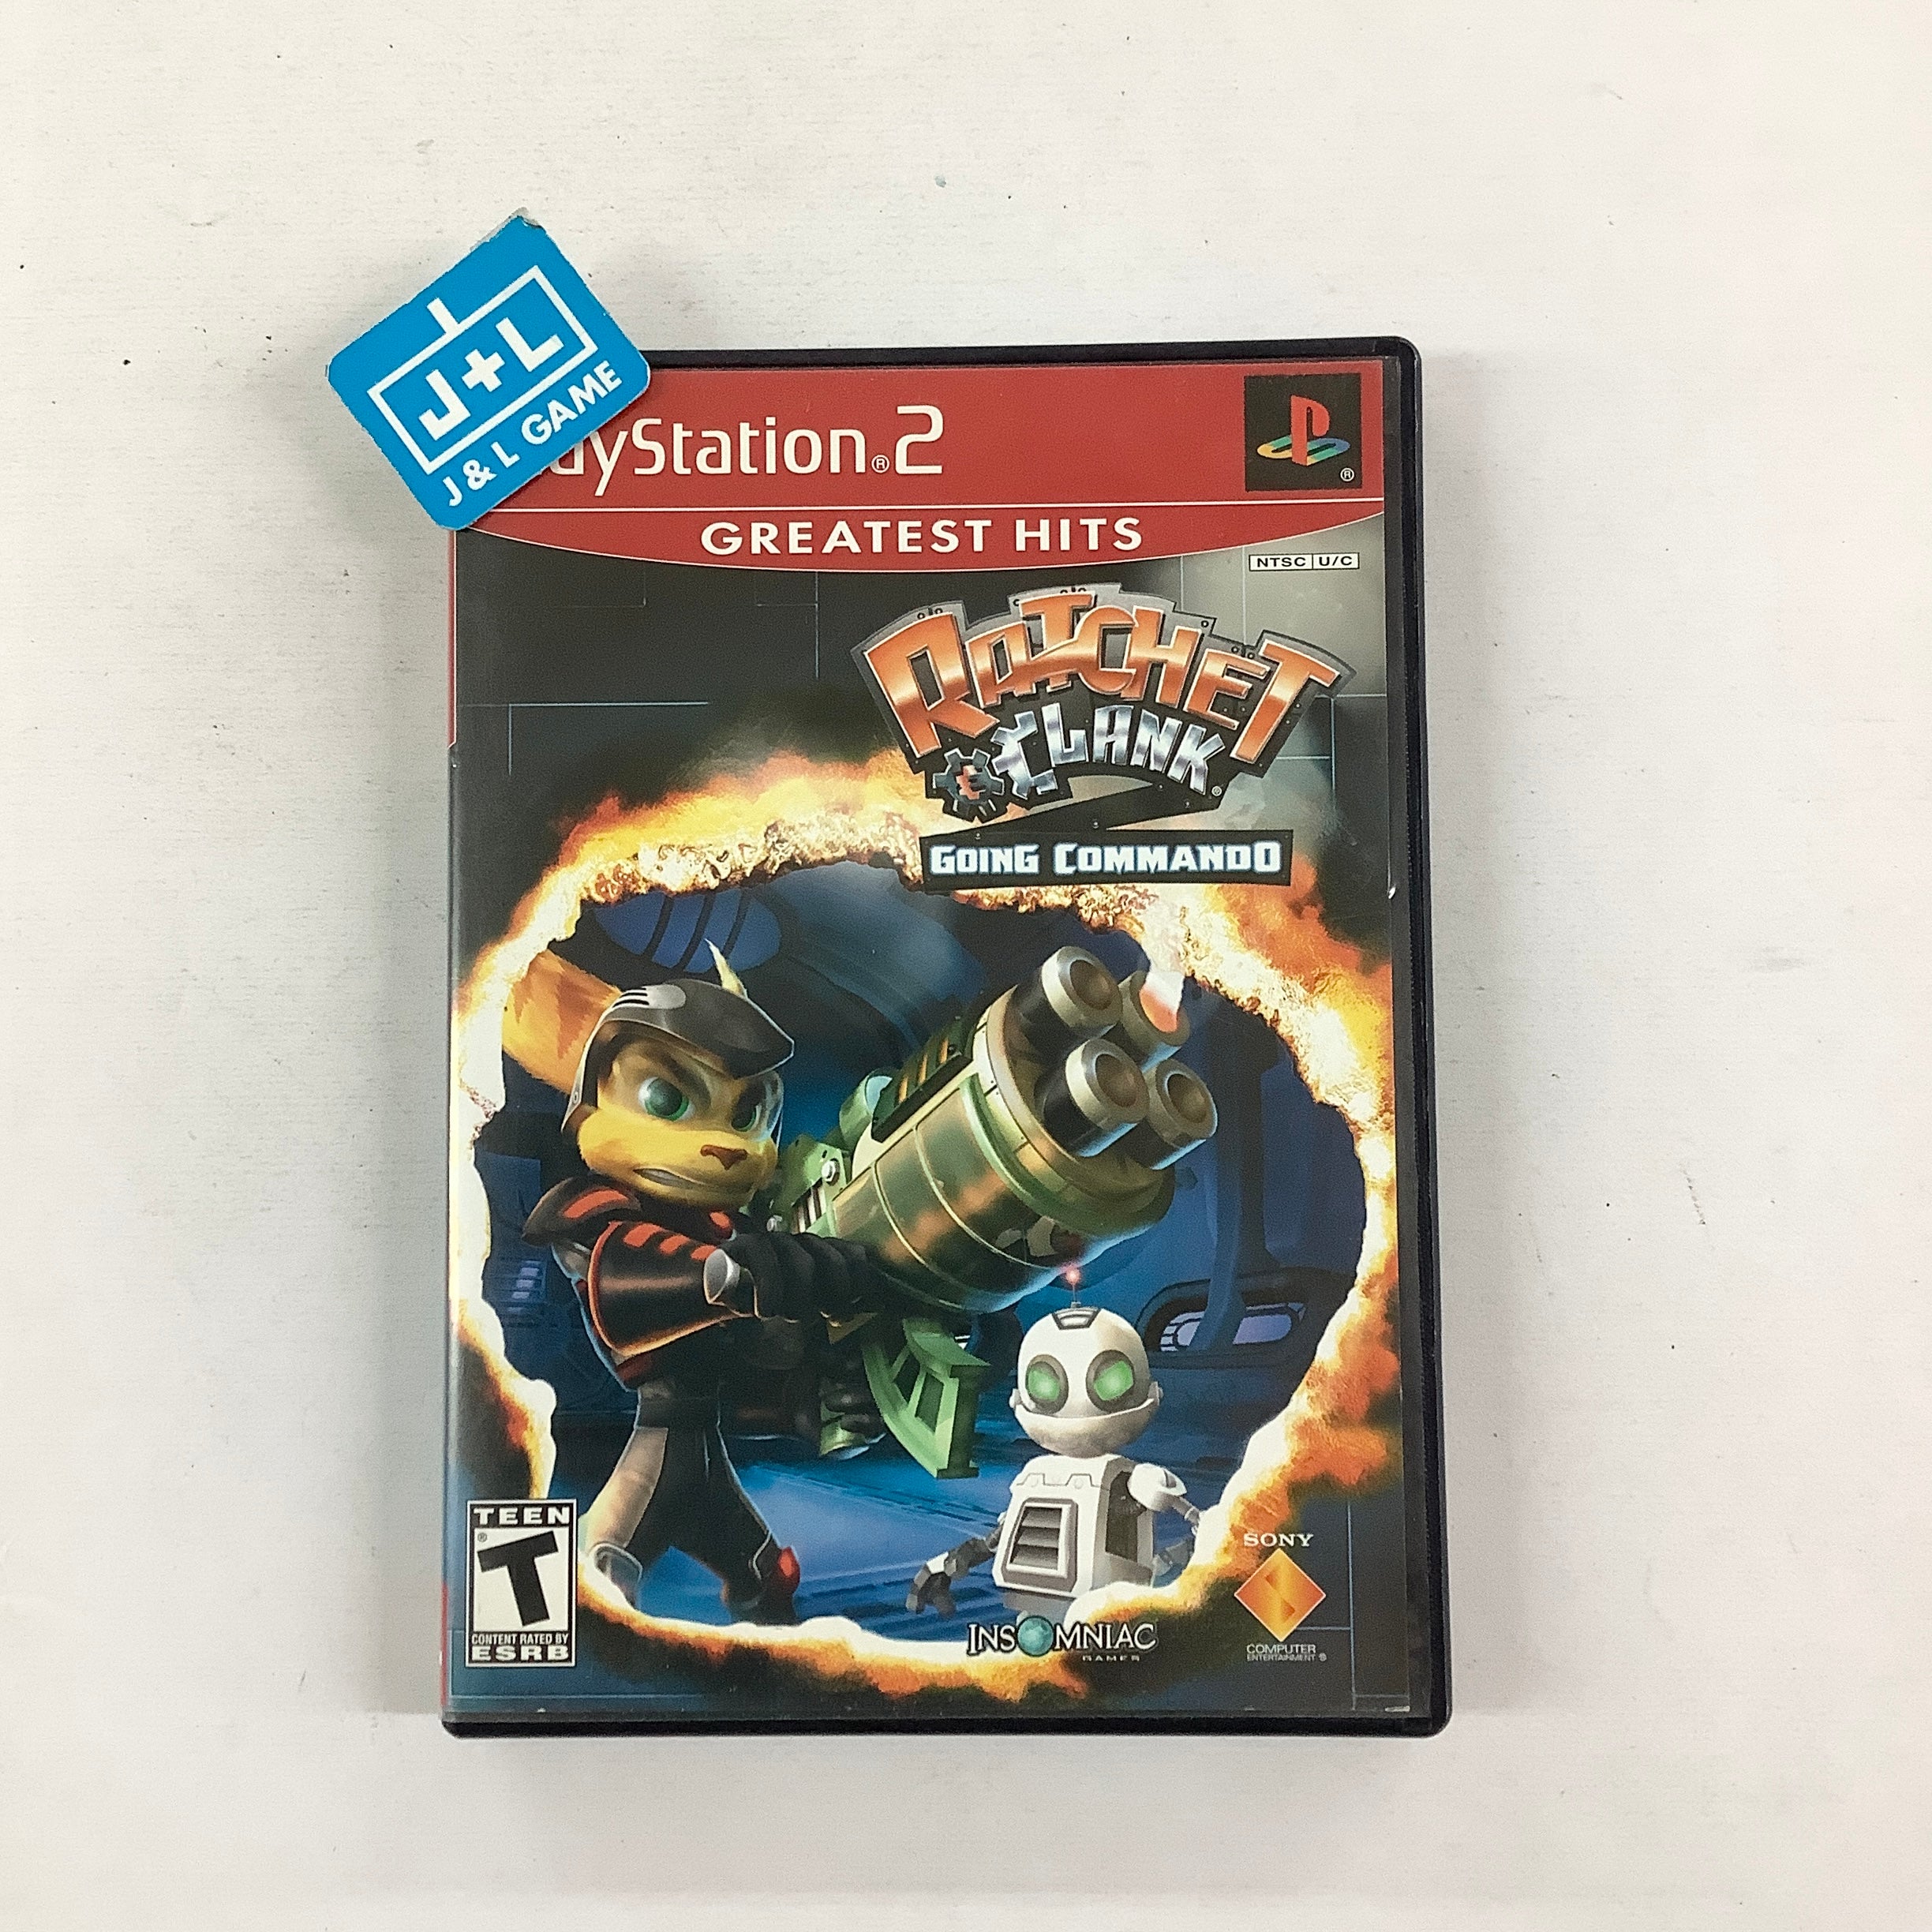 J+L
J & L GAME
ayStation®2
®
GREATEST HITS
NTSC U/C
RATCHET
& CLANK®
GOING COMMANDO
TEEN
®
T
CONTENT RATED BY
ESRB
INSOMNIAC
GAMES
SONY
COMPUTER
ENTERTAINMENT ®